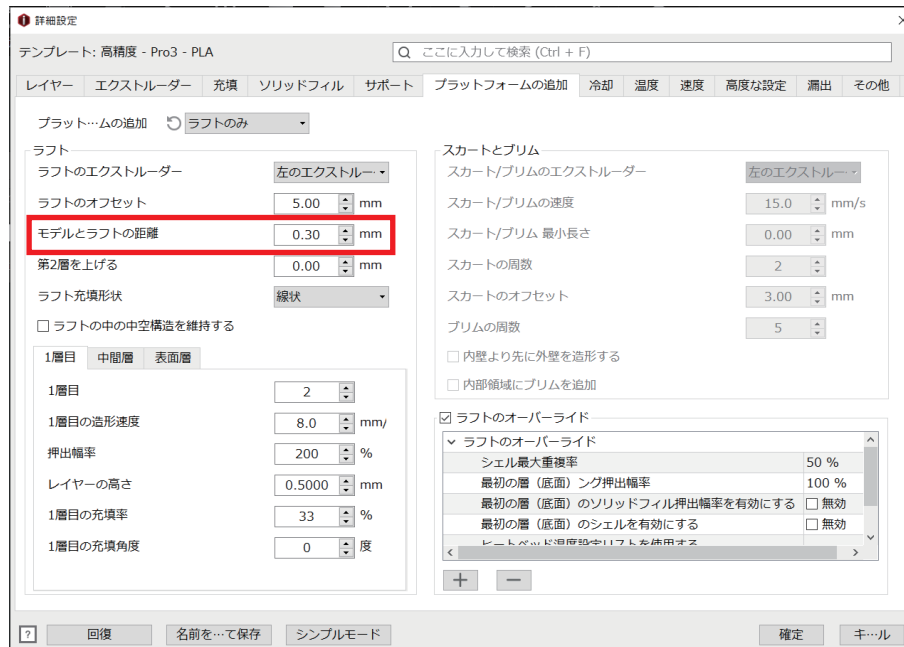 詳細設定
テンプレート: 高精度 - Pro3 - PLA
ここに入力して検索 (Ctrl + F)
レイヤー エクストルーダー 充填 ソリッドフィル サポート プラットフォームの追加 冷却 温度 速度 高度な設定 漏出 その他
プラット…ムの追加 ラフトのみ
ラフト
ラフトのエクストルーダー 左のエクストルー…
ラフトのオフセット 5.00 mm
モデルとラフトの距離 0.30 mm
第2層を上げる 0.00 mm
ラフト充填形状 線状
ラフトの中の中空構造を維持する
1層目 中間層 表面層
1層目 2
1層目の造形速度 8.0 mm/
押出幅率 200 %
レイヤーの高さ 0.5000 mm
1層目の充填率 33 %
1層目の充填角度 0 度
スカートとブリム
スカート/ブリムのエクストルーダー 左のエクストルー…
スカート/ブリムの速度 15.0 mm/s
スカート/ブリム 最小長さ 0.00 mm
スカートの周数 2
スカートのオフセット 3.00 mm
ブリムの周数 5
内壁より先に外壁を造形する
内部領域にブリムを追加
ラフトのオーバーライド
ラフトのオーバーライド
シェル最大重複率 50 %
最初の層（底面）ング押出幅率 100 %
最初の層（底面）のソリッドフィル押出幅率を有効にする 無効
最初の層（底面）のシェルを有効にする 無効
ヒートベッド温度設定リストを使用する
? 回復 名前を…て保存 シンプルモード 確定 キ…ル